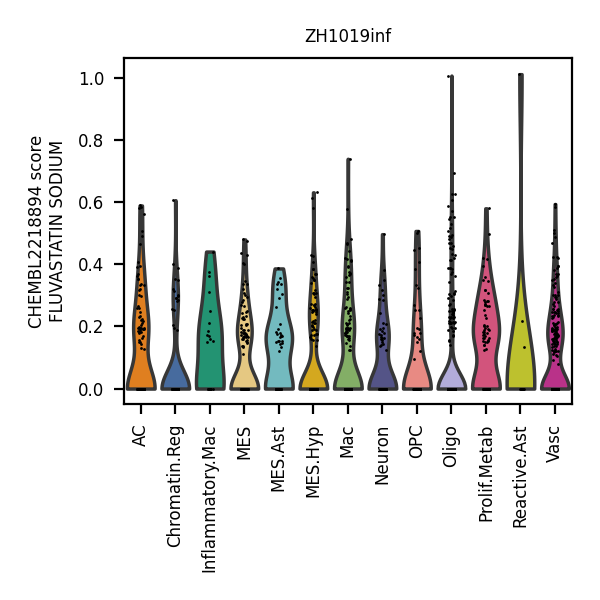 ZH1019inf
CHEMBL2218894 score
FLUVASTATIN SODIUM
1.0
0.8
0.6
0.4
0.2
0.0
AC
Chromatin.Reg
Inflammatory.Mac
MES
MES.Ast
MES.Hyp
Mac
Neuron
OPC
Oligo
Prolif.Metab
Reactive.Ast
Vasc